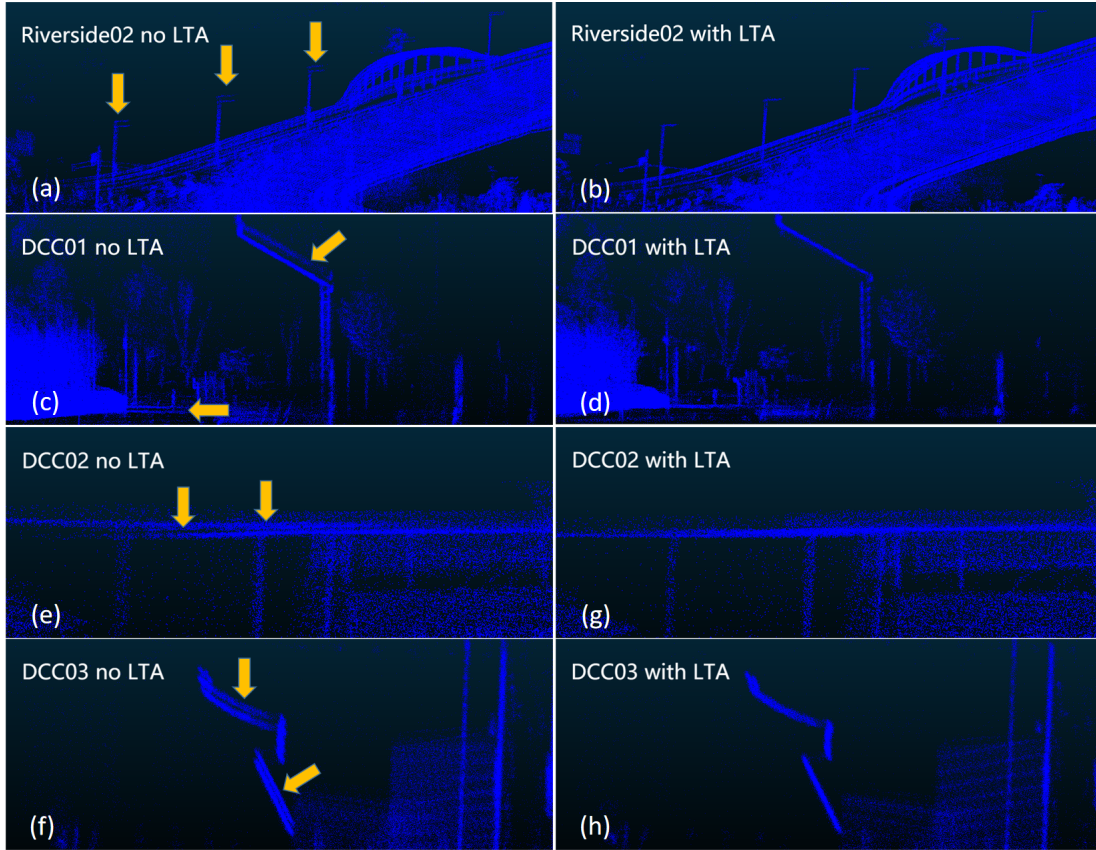 Riverside02 no LTA
Riverside02 with LTA
(a)
(b)
DCC01 no LTA
DCC01 with LTA
(c)
(d)
DCC02 no LTA
DCC02 with LTA
(e)
(g)
DCC03 no LTA
DCC03 with LTA
(f)
(h)